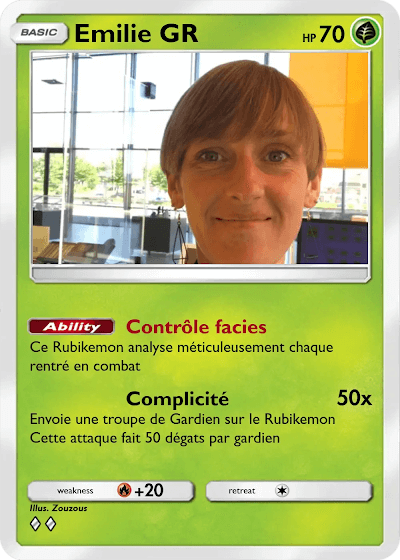 BASIC
Emilie GR
HP 70
Ability Contrôle facies
Ce Rubikemon analyse méticuleusement chaque
rentré en combat
Complicité 50x
Envoie une troupe de Gardien sur le Rubikemon
Cette attaque fait 50 dégats par gardien
weakness +20 retreat
Illus. Zouzous